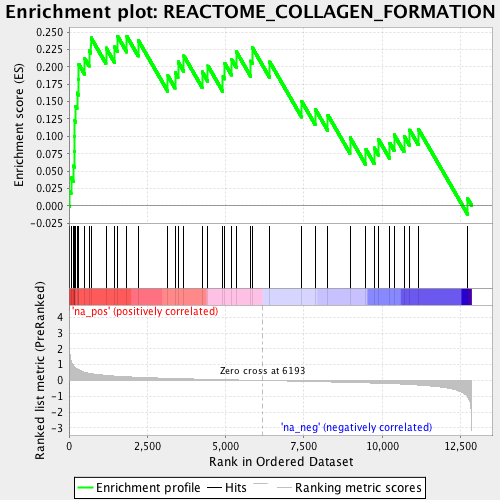 Enrichment plot: REACTOME_COLLAGEN_FORMATION
Enrichment score (ES)
0.250
0.225
0.200
0.175
0.150
0.125
0.100
0.075
0.050
0.025
0.000
-0.025
'na_pos' (positively correlated)
Ranked list metric (PreRanked)
4
3
2
1
0
-1
-2
-3
Zero cross at 6193
'na_neg' (negatively correlated)
0
2,500
5,000
7,500
10,000
12,500
Rank in Ordered Dataset
Enrichment profile
Hits
Ranking metric scores